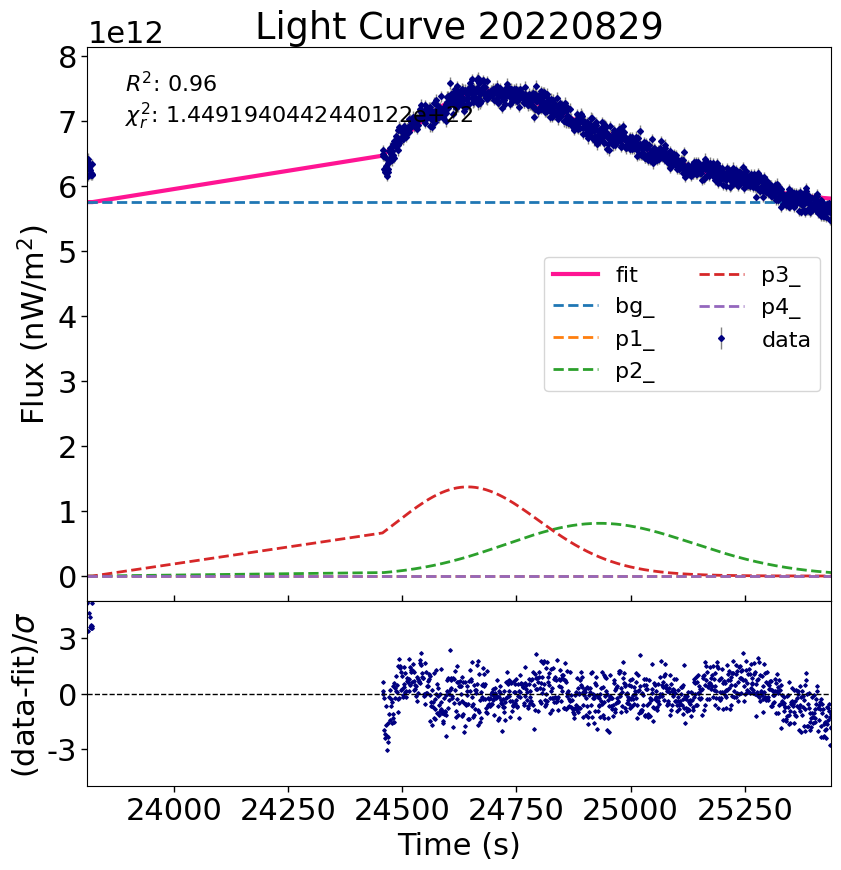 Light Curve 20220829
1e12
R²: 0.96
χ²ᵣ: 1.4491940442440122e+22
8
7
6
5
4
3
2
1
0
Flux (nW/m²)
fit
bg_
p1_
p2_
p3_
p4_
data
3
0
-3
(data-fit)/σ
24000 24250 24500 24750 25000 25250
Time (s)